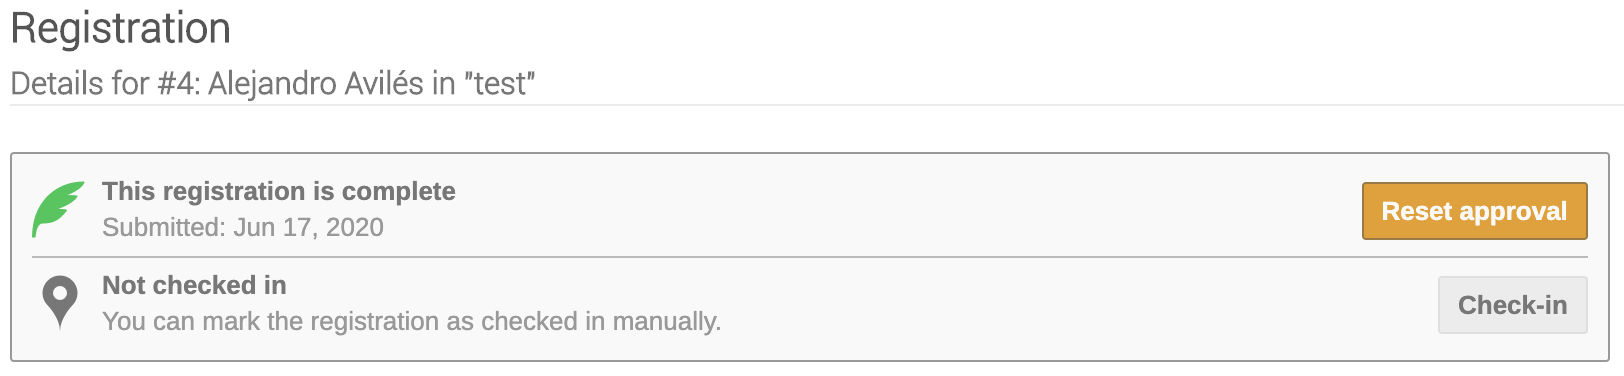 Registration
Details for #4: Alejandro Avilés in "test"
This registration is complete
Submitted: Jun 17, 2020
Reset approval
Not checked in
You can mark the registration as checked in manually.
Check-in